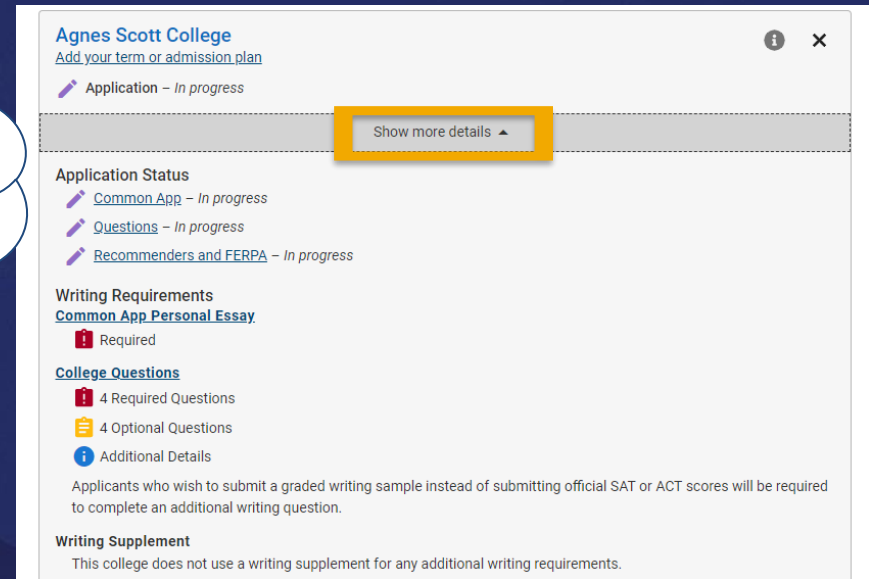 Agnes Scott College
Add your term or admission plan
Application – In progress
Show more details
Application Status
Common App – In progress
Questions – In progress
Recommenders and FERPA – In progress
Writing Requirements
Common App Personal Essay
Required
College Questions
4 Required Questions
4 Optional Questions
Additional Details
Applicants who wish to submit a graded writing sample instead of submitting official SAT or ACT scores will be required
to complete an additional writing question.
Writing Supplement
This college does not use a writing supplement for any additional writing requirements.